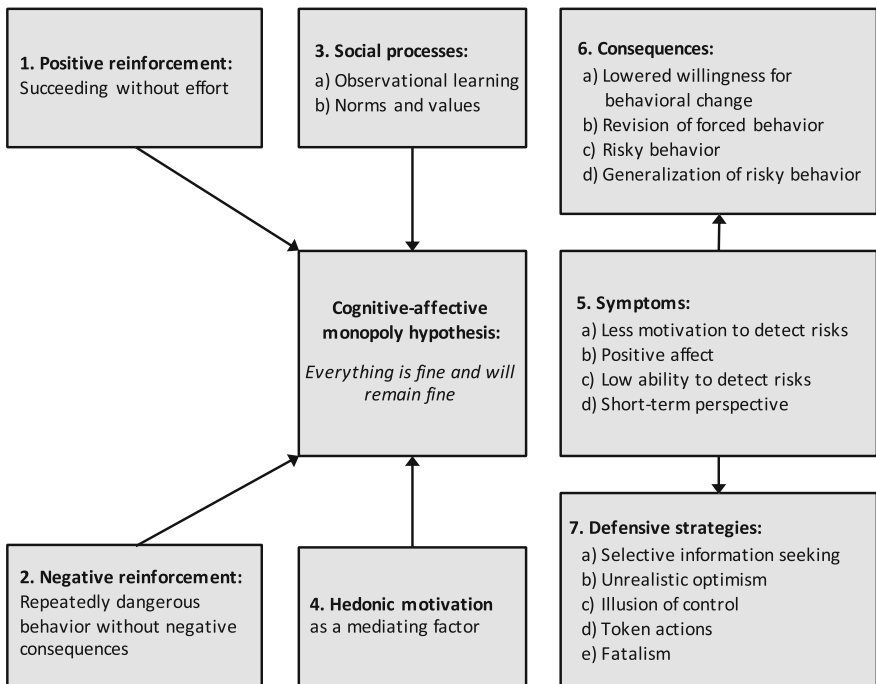 1. Positive reinforcement:
Succeeding without effort
3. Social processes:
a) Observational learning
b) Norms and values
6. Consequences:
a) Lowered willingness for
behavioral change
b) Revision of forced behavior
c) Risky behavior
d) Generalization of risky behavior
Cognitive-affective
monopoly hypothesis:
Everything is fine and will
remain fine
5. Symptoms:
a) Less motivation to detect risks
b) Positive affect
c) Low ability to detect risks
d) Short-term perspective
2. Negative reinforcement:
Repeatedly dangerous
behavior without negative
consequences
4. Hedonic motivation
as a mediating factor
7. Defensive strategies:
a) Selective information seeking
b) Unrealistic optimism
c) Illusion of control
d) Token actions
e) Fatalism